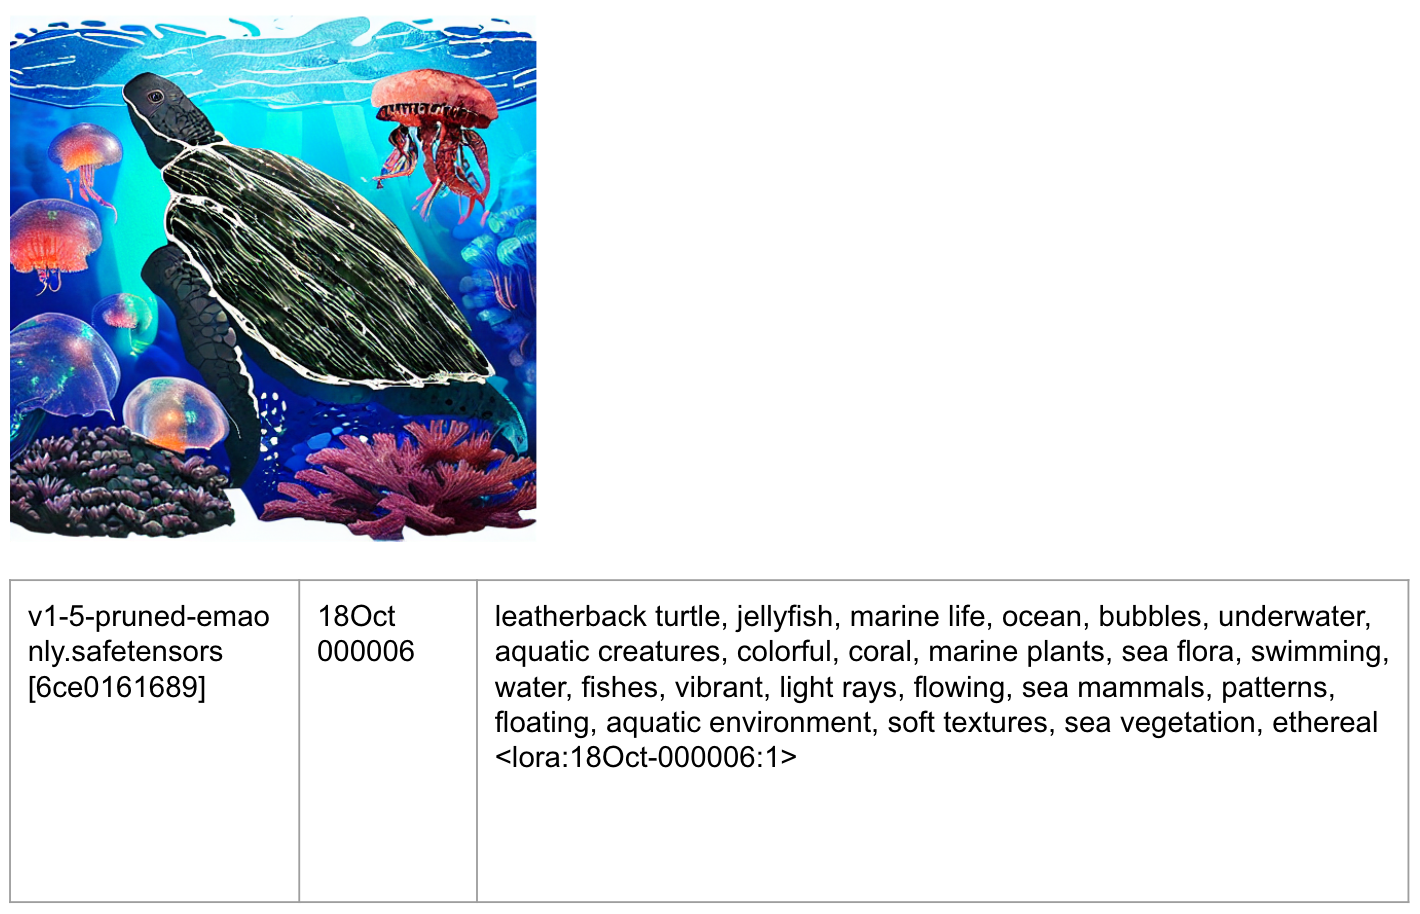 v1-5-pruned-emao
nly.safetensors
[6ce0161689]
18Oct
000006
leatherback turtle, jellyfish, marine life, ocean, bubbles, underwater,
aquatic creatures, colorful, coral, marine plants, sea flora, swimming,
water, fishes, vibrant, light rays, flowing, sea mammals, patterns,
floating, aquatic environment, soft textures, sea vegetation, ethereal
<lora:18Oct-000006:1>